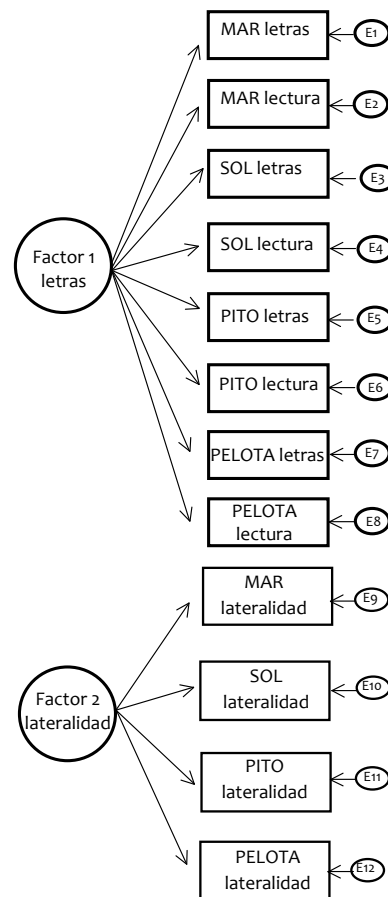 MAR letras
E1
MAR lectura
E2
SOL letras
E3
Factor 1
letras
SOL lectura
E4
PITO letras
E5
PITO lectura
E6
PELOTA letras
E7
PELOTA
lectura
E8
MAR
lateralidad
E9
Factor 2
lateralidad
SOL
lateralidad
E10
PITO
lateralidad
E11
PELOTA
lateralidad
E12